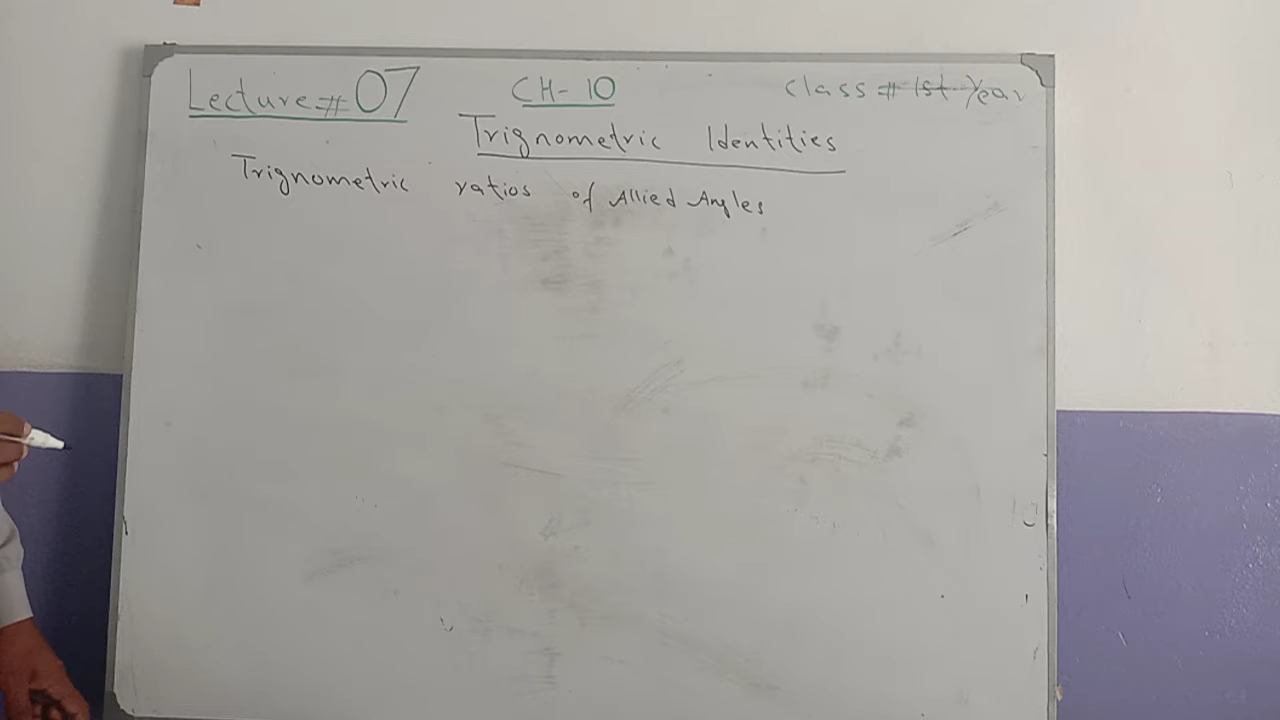 Lecture # 07 CH- 10 class # 1st Year
Trignometric Identities
Trignometric ratios of Allied Angles